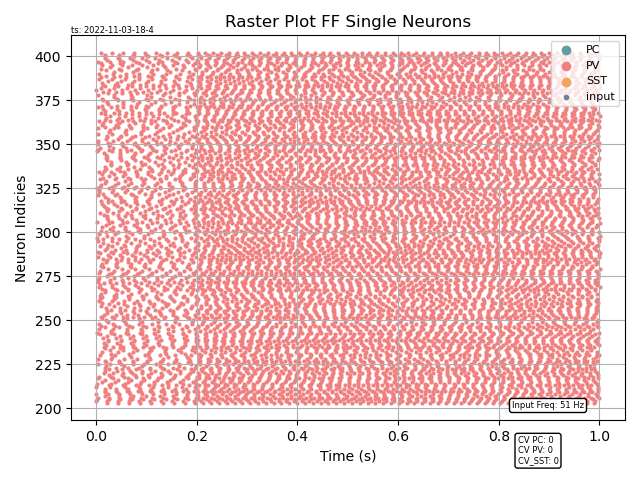 Raster Plot FF Single Neurons
ts: 2022-11-03-18-4
PC
PV
SST
input
400
375
350
325
300
275
250
225
200
Neuron Indicies
Input Freq: 51 Hz
0.0 0.2 0.4 0.6 0.8 1.0
Time (s)
CV PC: 0
CV PV: 0
CV_SST: 0